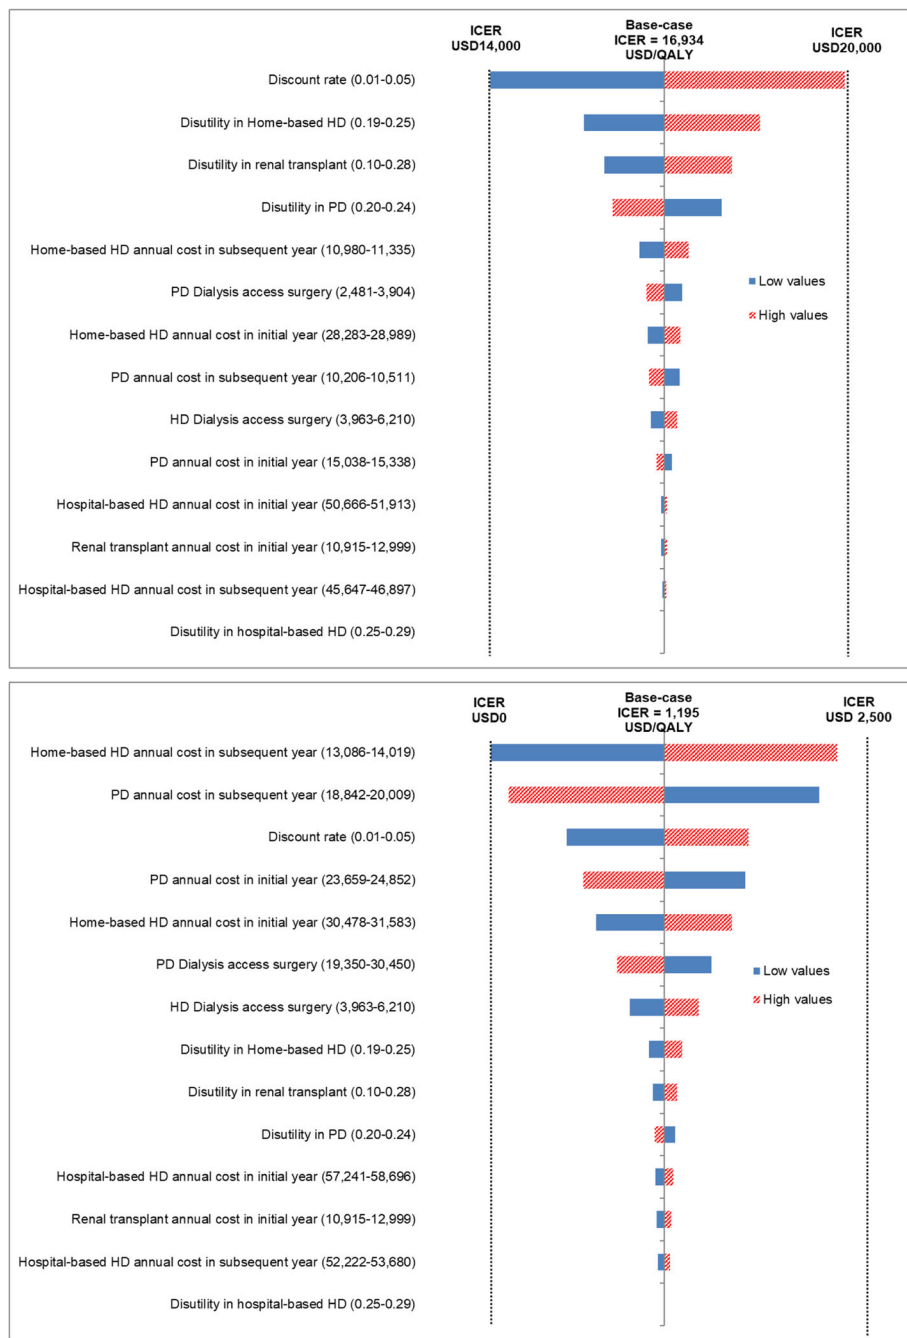 ICER
USD14,000
Base-case
ICER = 16,934
USD/QALY
ICER
USD20,000
Discount rate (0.01-0.05)
Disutility in Home-based HD (0.19-0.25)
Disutility in renal transplant (0.10-0.28)
Disutility in PD (0.20-0.24)
Home-based HD annual cost in subsequent year (10,980-11,335)
PD Dialysis access surgery (2,481-3,904)
Home-based HD annual cost in initial year (28,283-28,989)
PD annual cost in subsequent year (10,206-10,511)
HD Dialysis access surgery (3,963-6,210)
PD annual cost in initial year (15,038-15,338)
Hospital-based HD annual cost in initial year (50,666-51,913)
Renal transplant annual cost in initial year (10,915-12,999)
Hospital-based HD annual cost in subsequent year (45,647-46,897)
Disutility in hospital-based HD (0.25-0.29)
Low values
High values
ICER
USD0
Base-case
ICER = 1,195
USD/QALY
ICER
USD 2,500
Home-based HD annual cost in subsequent year (13,086-14,019)
PD annual cost in subsequent year (18,842-20,009)
Discount rate (0.01-0.05)
PD annual cost in initial year (23,659-24,852)
Home-based HD annual cost in initial year (30,478-31,583)
PD Dialysis access surgery (19,350-30,450)
HD Dialysis access surgery (3,963-6,210)
Disutility in Home-based HD (0.19-0.25)
Disutility in renal transplant (0.10-0.28)
Disutility in PD (0.20-0.24)
Hospital-based HD annual cost in initial year (57,241-58,696)
Renal transplant annual cost in initial year (10,915-12,999)
Hospital-based HD annual cost in subsequent year (52,222-53,680)
Disutility in hospital-based HD (0.25-0.29)
Low values
High values